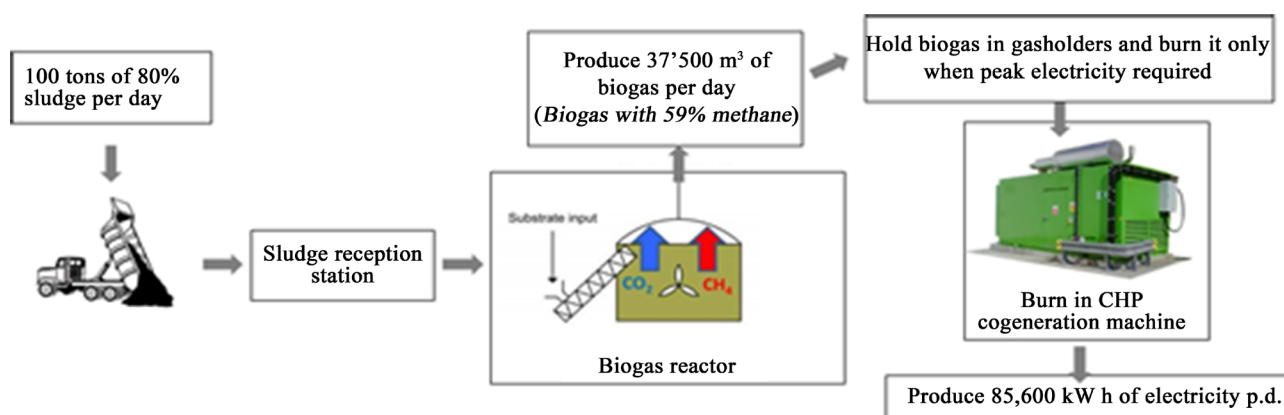 100 tons of 80%
sludge per day
Sludge reception
station
Substrate input
CO2
CH4
Biogas reactor
Produce 37’500 m³ of
biogas per day
(Biogas with 59% methane)
Hold biogas in gasholders and burn it only
when peak electricity required
Burn in CHP
cogeneration machine
Produce 85,600 kW h of electricity p.d.